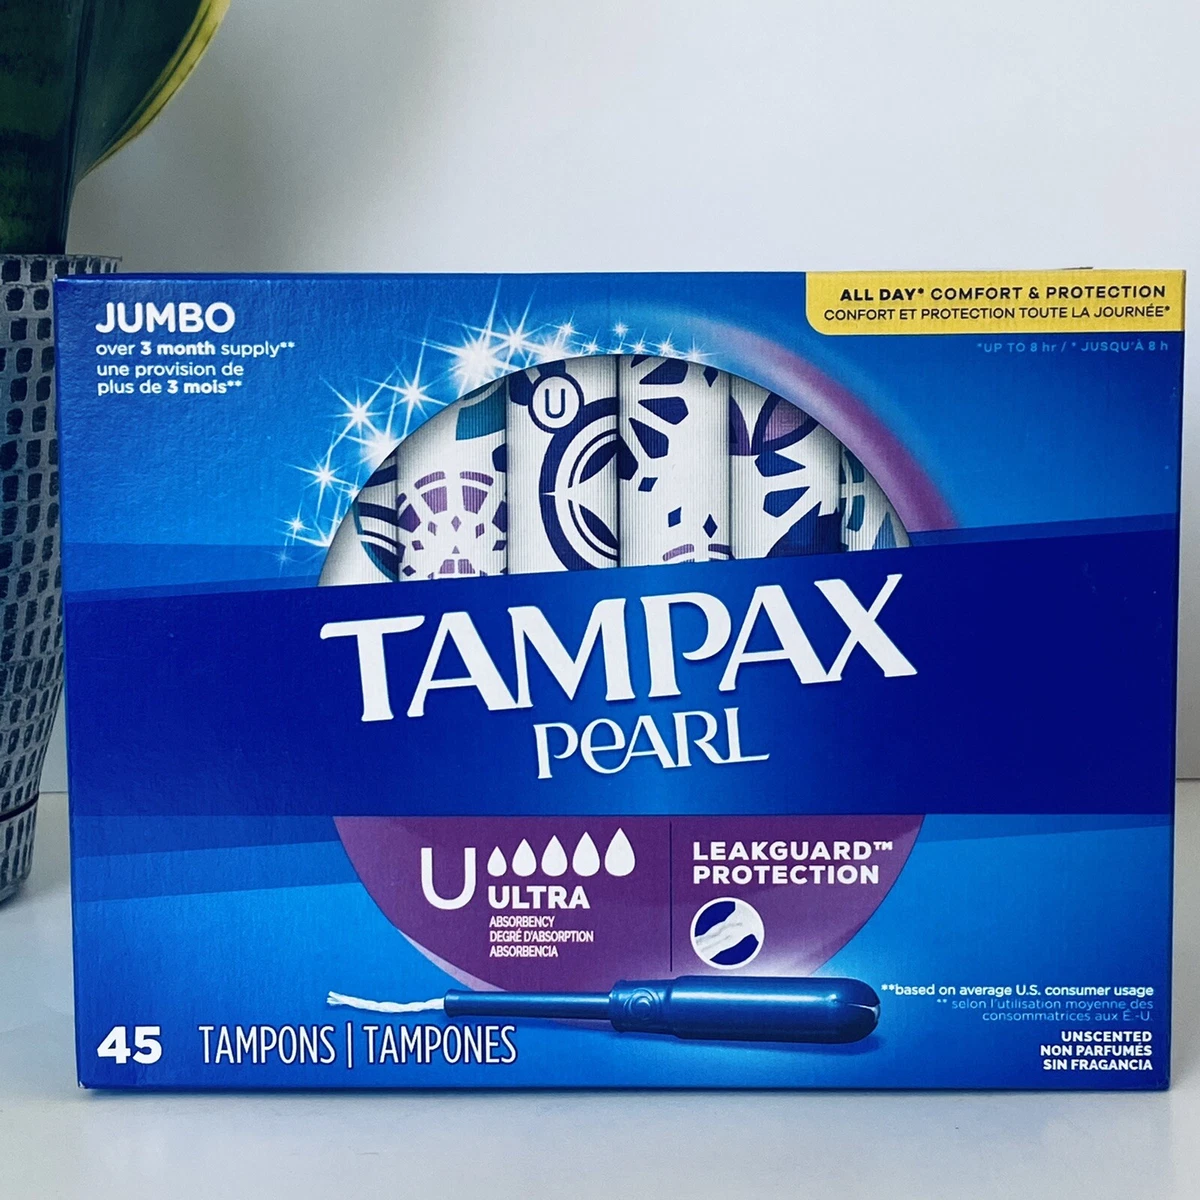 JUMBO
over 3 month supply**
une provision de
plus de 3 mois**
ALL DAY* COMFORT & PROTECTION
CONFORT ET PROTECTION TOUTE LA JOURNÉE*
*UP TO 8 hr / * JUSQU'À 8 h
U
TAMPAX
PEARL
U
ULTRA
ABSORBENCY
DEGRÉ D'ABSORPTION
ABSORBENCIA
LEAKGUARD™
PROTECTION
**based on average U.S. consumer usage
** selon l'utilisation moyenne des
consommatrices aux É.-U.
45 TAMPONS | TAMPONES
UNSCENTED
NON PARFUMÉS
SIN FRAGANCIA